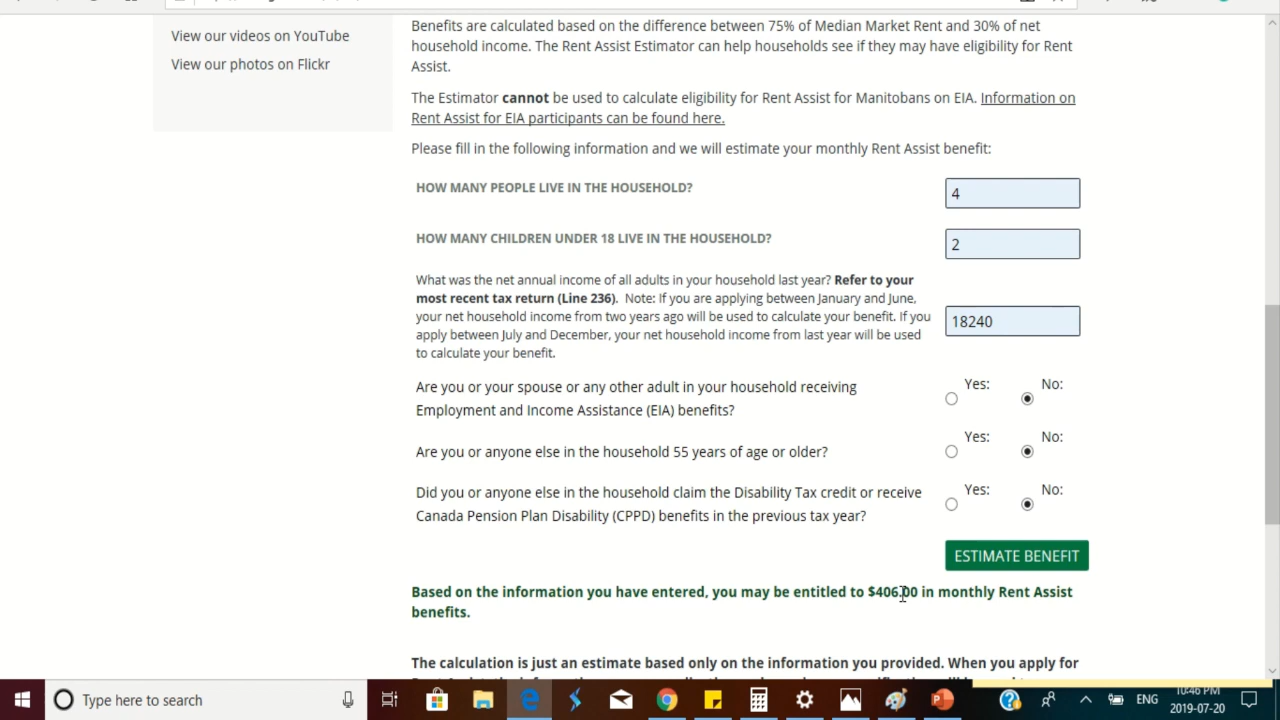 View our videos on YouTube
View our photos on Flickr
Benefits are calculated based on the difference between 75% of Median Market Rent and 30% of net
household income. The Rent Assist Estimator can help households see if they may have eligibility for Rent
Assist.
The Estimator cannot be used to calculate eligibility for Rent Assist for Manitobans on EIA. Information on
Rent Assist for EIA participants can be found here.
Please fill in the following information and we will estimate your monthly Rent Assist benefit:
HOW MANY PEOPLE LIVE IN THE HOUSEHOLD?
4
HOW MANY CHILDREN UNDER 18 LIVE IN THE HOUSEHOLD?
2
What was the net annual income of all adults in your household last year? Refer to your
most recent tax return (Line 236). Note: If you are applying between January and June,
your net household income from two years ago will be used to calculate your benefit. If you
apply between July and December, your net household income from last year will be used
to calculate your benefit.
18240
Are you or your spouse or any other adult in your household receiving
Employment and Income Assistance (EIA) benefits?
Yes: No:
Are you or anyone else in the household 55 years of age or older?
Yes: No:
Did you or anyone else in the household claim the Disability Tax credit or receive
Canada Pension Plan Disability (CPPD) benefits in the previous tax year?
Yes: No:
ESTIMATE BENEFIT
Based on the information you have entered, you may be entitled to $406.00 in monthly Rent Assist
benefits.
The calculation is just an estimate based only on the information you provided. When you apply for
Type here to search
ENG
10:46 PM
2019-07-20